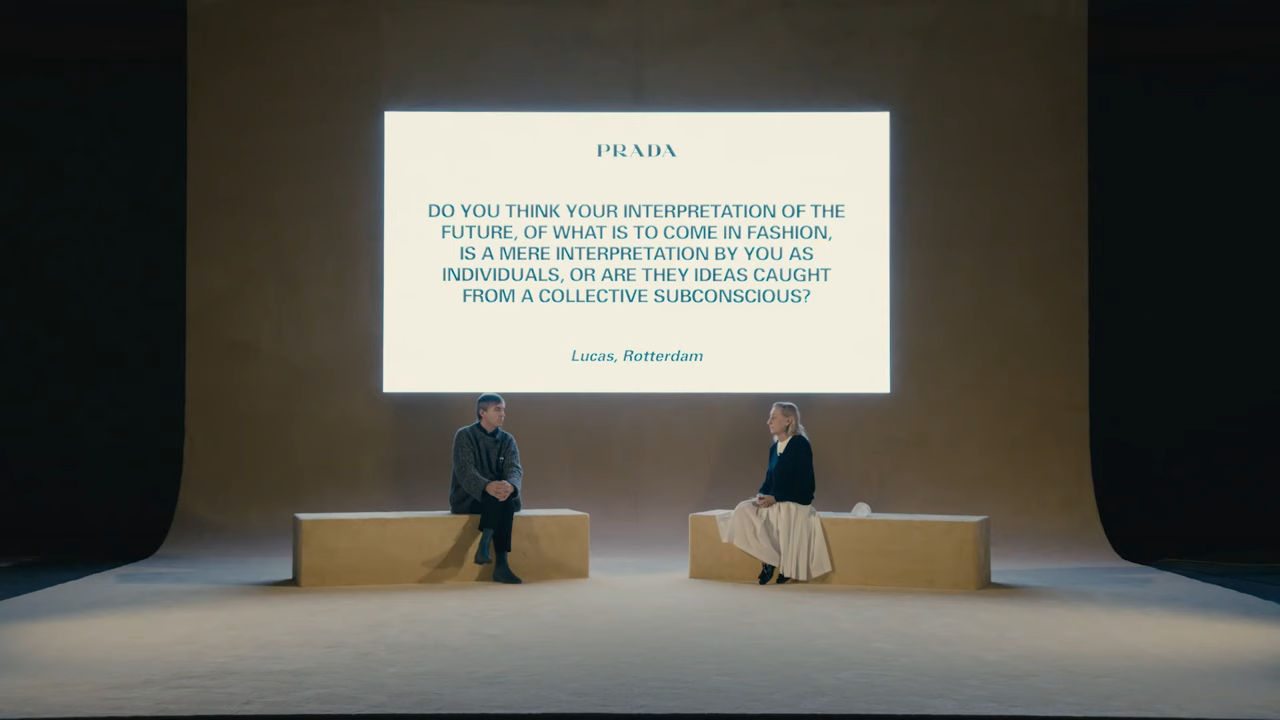 PRADA
DO YOU THINK YOUR INTERPRETATION OF THE
FUTURE, OF WHAT IS TO COME IN FASHION,
IS A MERE INTERPRETATION BY YOU AS
INDIVIDUALS, OR ARE THEY IDEAS CAUGHT
FROM A COLLECTIVE SUBCONSCIOUS?
Lucas, Rotterdam